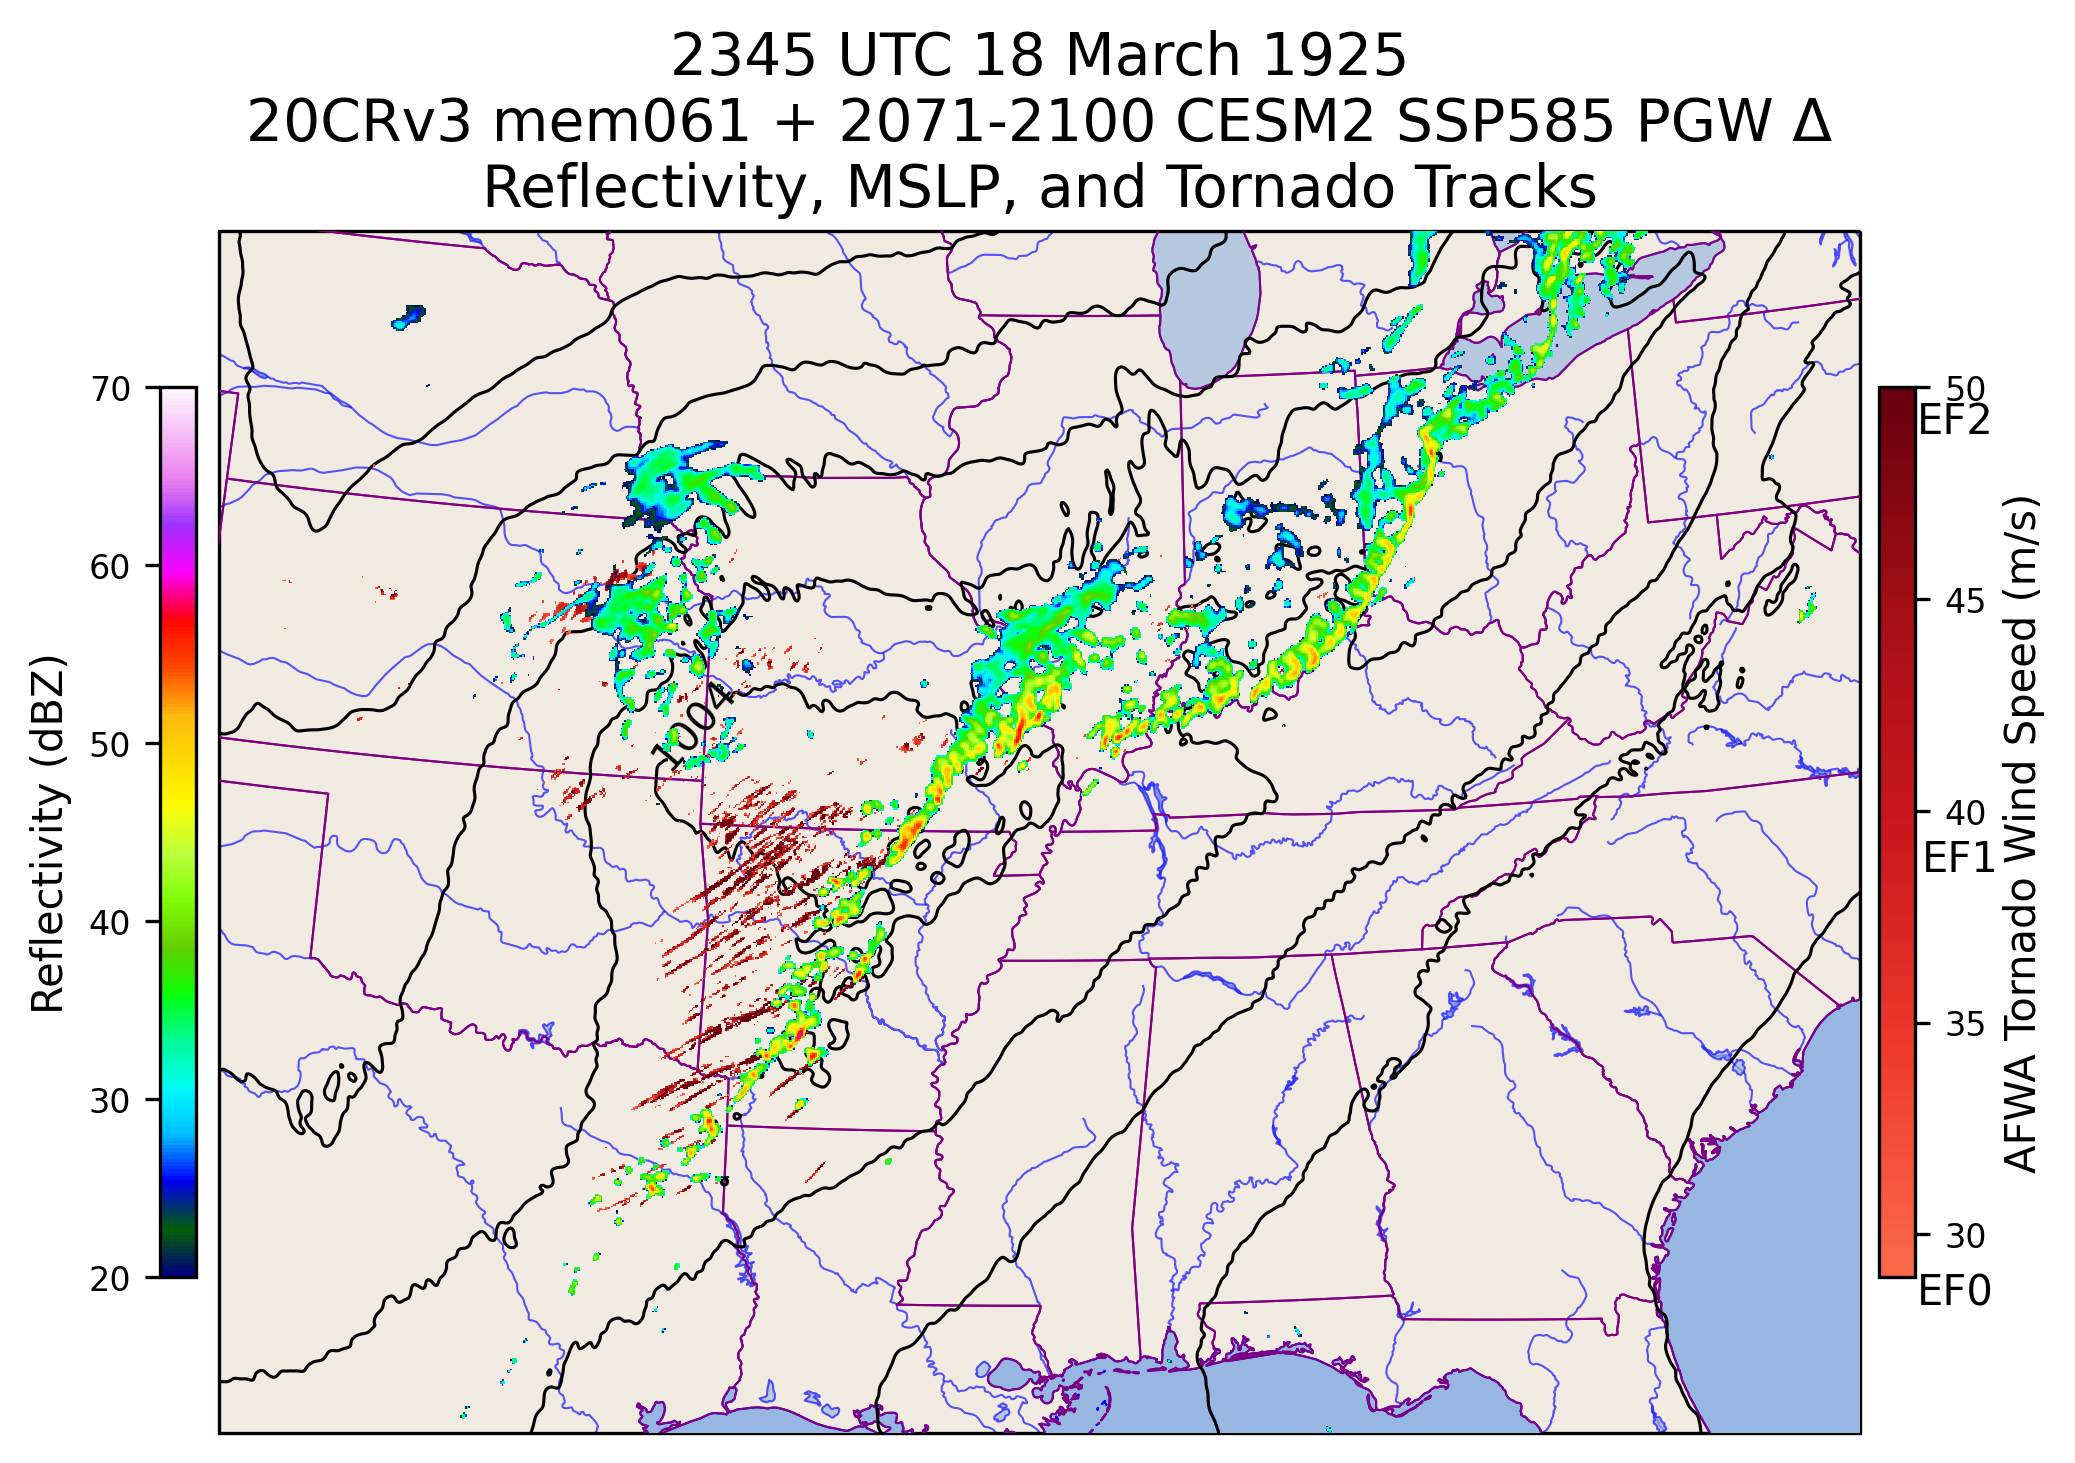 2345 UTC 18 March 1925
20CRv3 mem061 + 2071-2100 CESM2 SSP585 PGW Δ
Reflectivity, MSLP, and Tornado Tracks
Reflectivity (dBZ)
70
60
50
40
30
20
1004
50
EF2
45
40
EF1
35
30
EF0
AFWA Tornado Wind Speed (m/s)